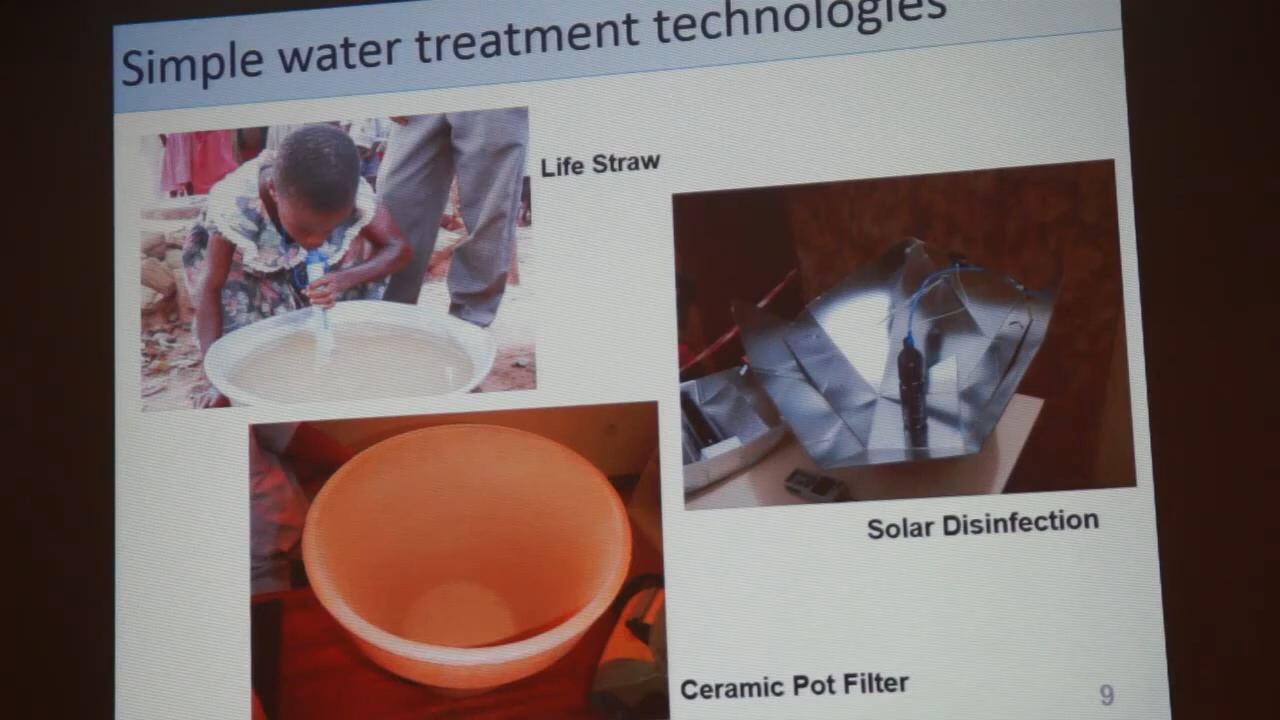 Simple water treatment technologies
Life Straw
Solar Disinfection
Ceramic Pot Filter
9